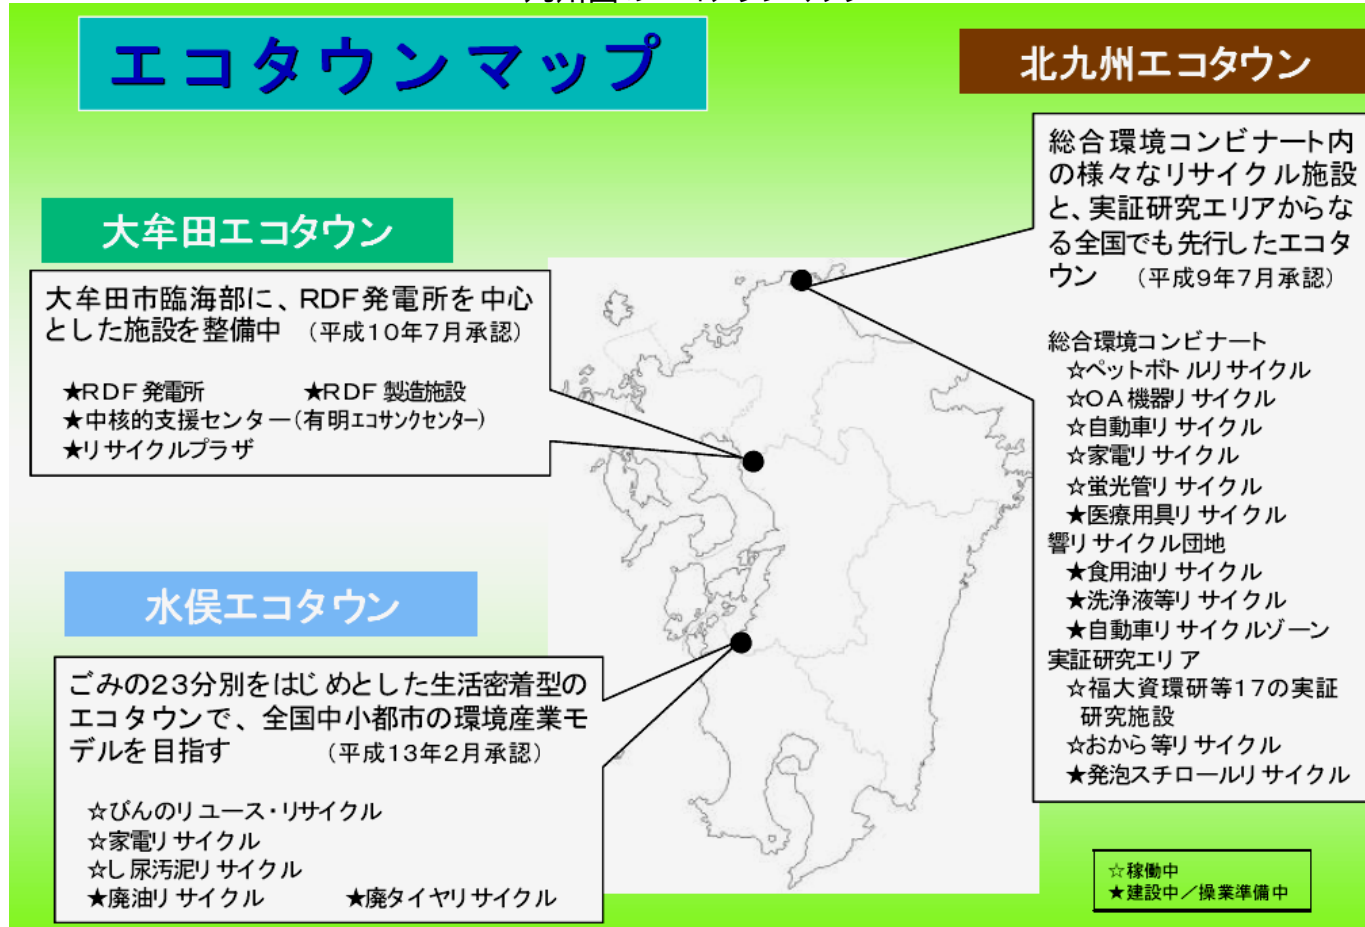 エコタウンマップ
北九州エコタウン
総合環境コンビナート内
の様々なリサイクル施設
と、実証研究エリアからな
る全国でも先行したエコタ
ウン （平成9年7月承認）
総合環境コンビナート
☆ペットボトルリサイクル
☆OA機器リサイクル
☆自動車リサイクル
☆家電リサイクル
☆蛍光管リサイクル
★医療用具リサイクル
響リサイクル団地
★食用油リサイクル
★洗浄液等リサイクル
★自動車リサイクルゾーン
実証研究エリア
☆福大資環研等17の実証
研究施設
☆おから等リサイクル
★発泡スチロールリサイクル
大牟田エコタウン
大牟田市臨海部に、RDF発電所を中心
とした施設を整備中 （平成10年7月承認）
★RDF発電所 ★RDF製造施設
★中核的支援センター(有明エコサンクセンター)
★リサイクルプラザ
水俣エコタウン
ごみの23分別をはじめとした生活密着型の
エコタウンで、全国中小都市の環境産業モ
デルを目指す （平成13年2月承認）
☆びんのリユース・リサイクル
☆家電リサイクル
☆し尿汚泥リサイクル
★廃油リサイクル ★廃タイヤリサイクル
☆稼働中
★建設中／操業準備中